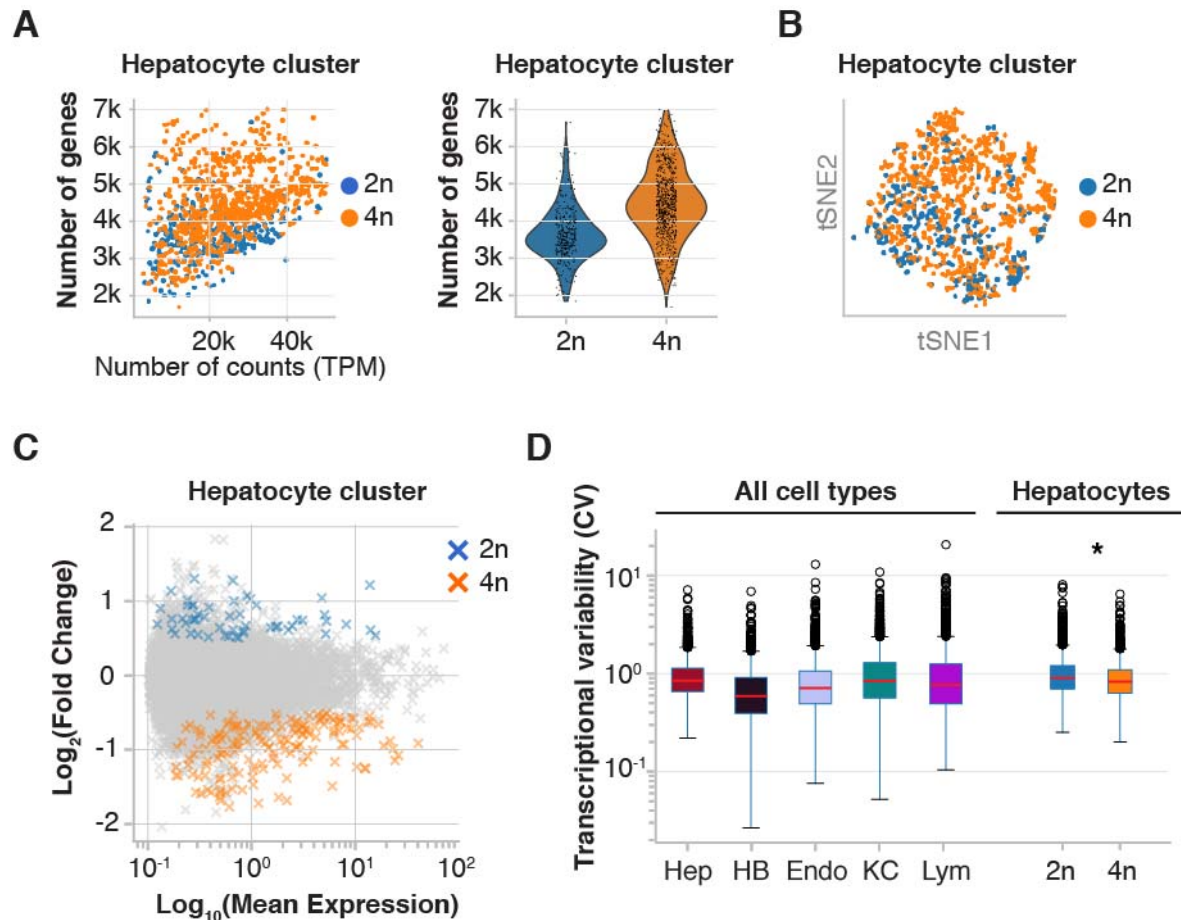 A
Hepatocyte cluster
Number of genes
7k
6k
5k
4k
3k
2k
20k 40k
Number of counts (TPM)
2n
4n
Hepatocyte cluster
Number of genes
7k
6k
5k
4k
3k
2k
2n 4n
B
Hepatocyte cluster
tSNE2
tSNE1
2n
4n
C
Hepatocyte cluster
Log2(Fold Change)
2
1
0
-1
-2
10-1 100 101 102
Log10(Mean Expression)
2n
4n
D
All cell types Hepatocytes
Transcriptional variability (CV)
*
101
100
10-1
Hep HB Endo KC Lym 2n 4n